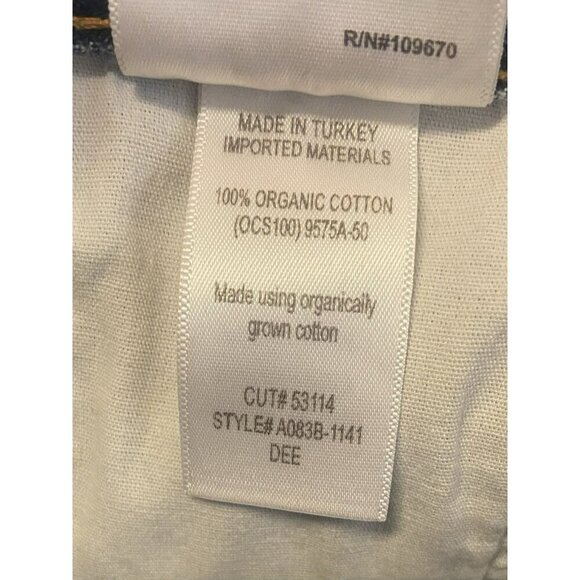 R/N#109670
MADE IN TURKEY
IMPORTED MATERIALS
100% ORGANIC COTTON
(OCS100) 9575A-50
Made using organically
grown cotton
CUT# 53114
STYLE# A083B-1141
DEE